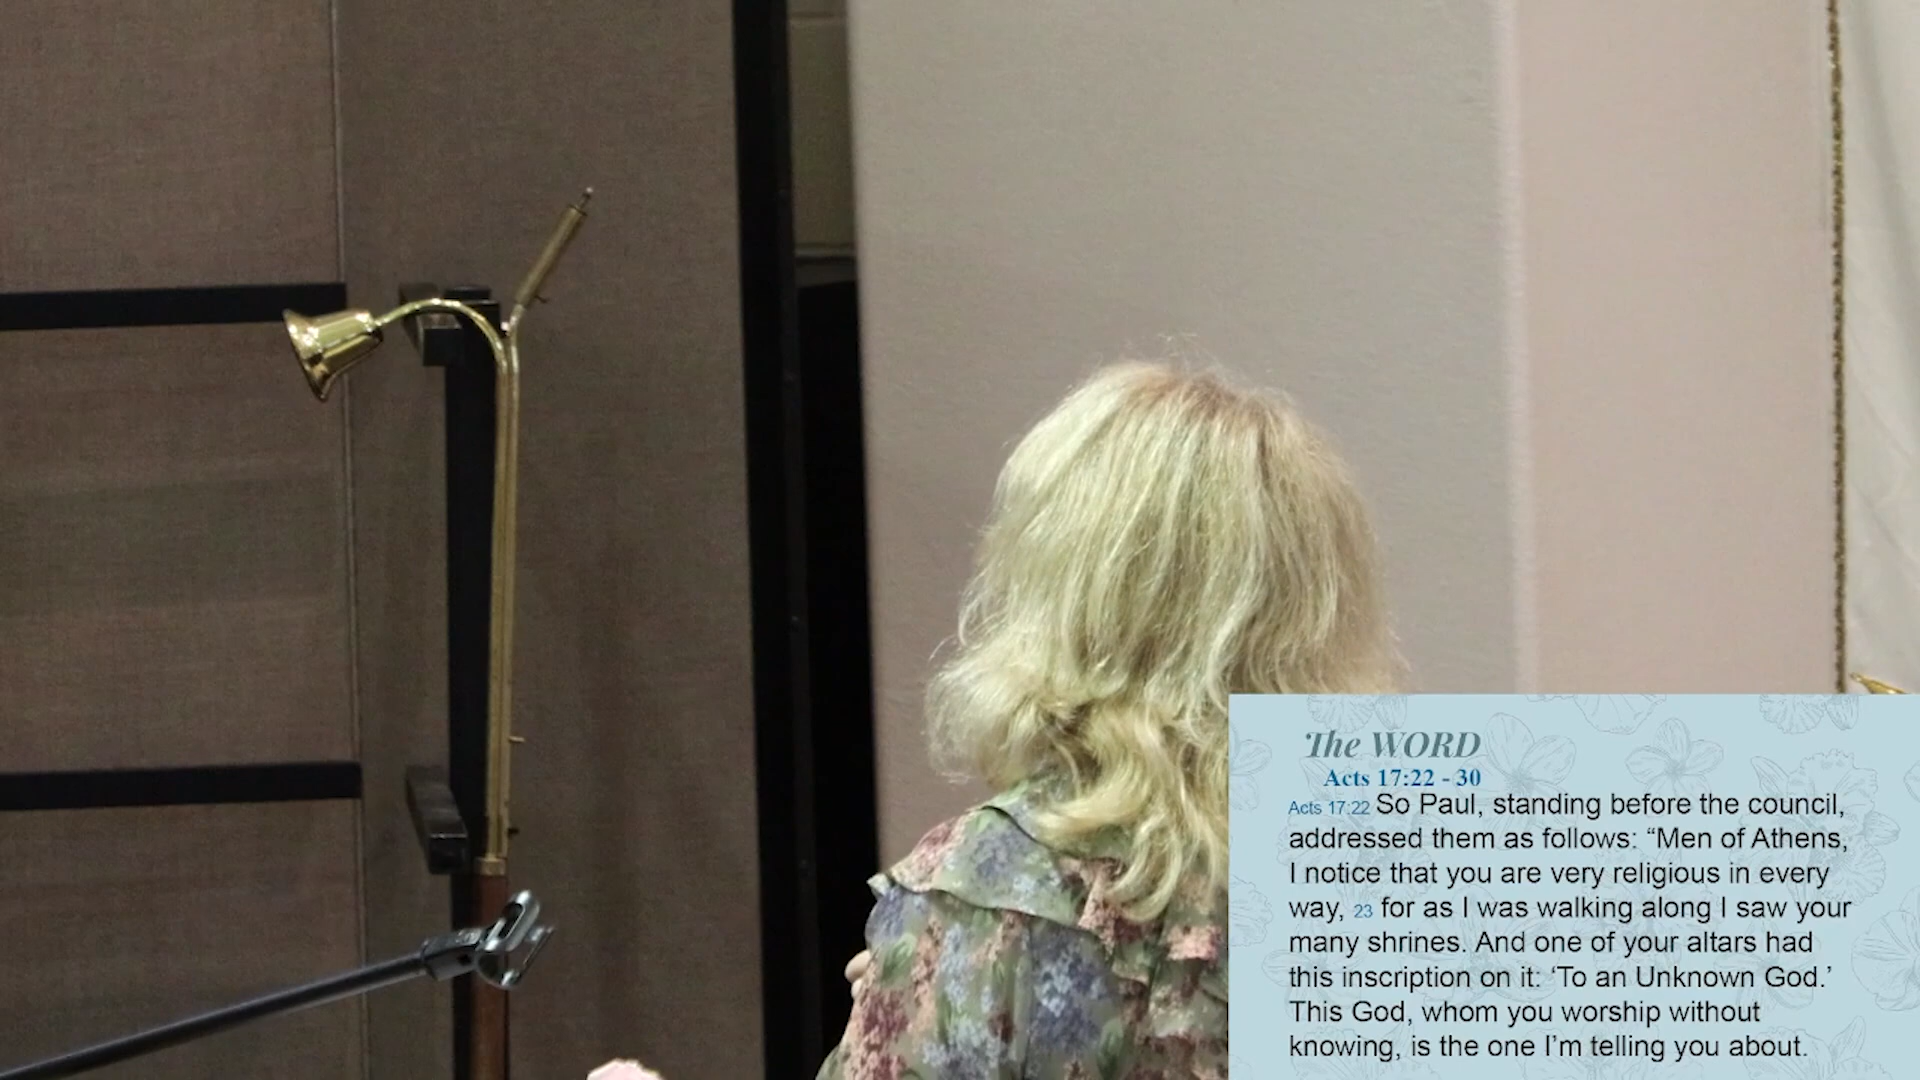 The WORD
Acts 17:22 - 30
Acts 17:22 So Paul, standing before the council,
addressed them as follows: “Men of Athens,
I notice that you are very religious in every
way, 23 for as I was walking along I saw your
many shrines. And one of your altars had
this inscription on it: ‘To an Unknown God.’
This God, whom you worship without
knowing, is the one I’m telling you about.